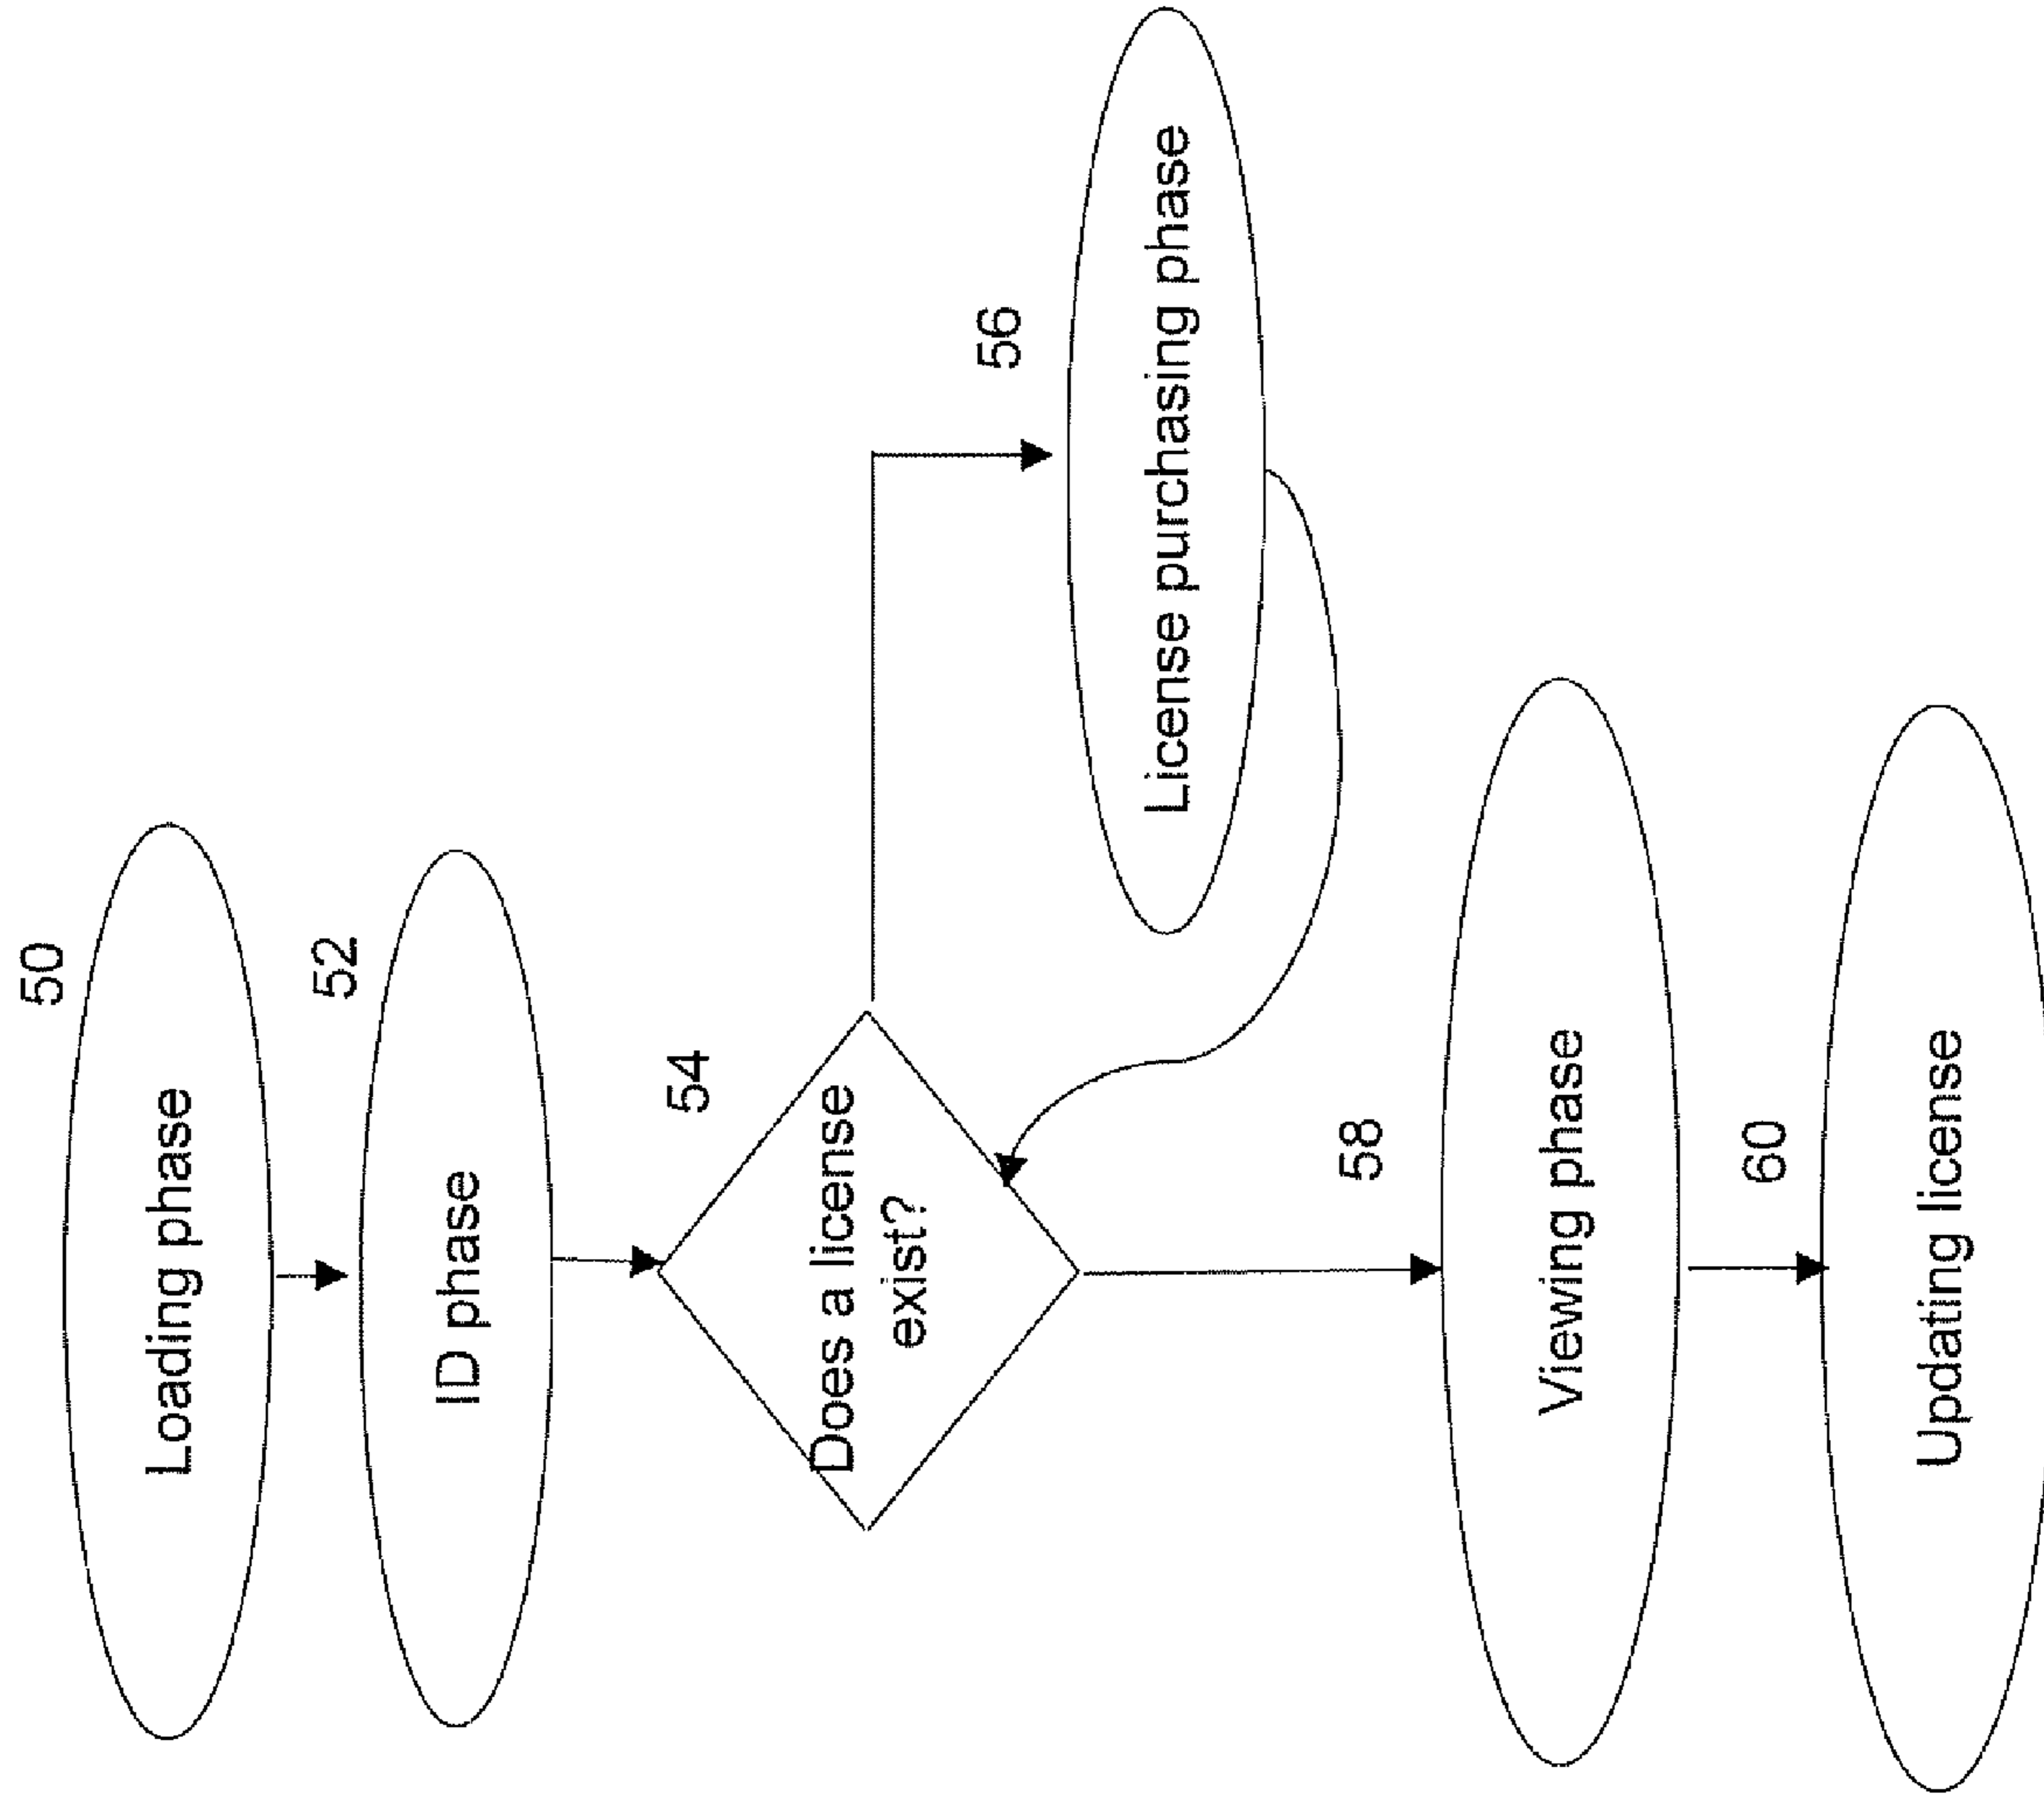 50
Loading phase
52
ID phase
54
Does a license
exist?
56
License purchasing phase
58
Viewing phase
60
Updating license